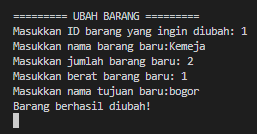 ========= UBAH BARANG =========
Masukkan ID barang yang ingin diubah: 1
Masukkan nama barang baru:Kemeja
Masukkan jumlah barang baru: 2
Masukkan berat barang baru: 1
Masukkan nama tujuan baru:bogor
Barang berhasil diubah!